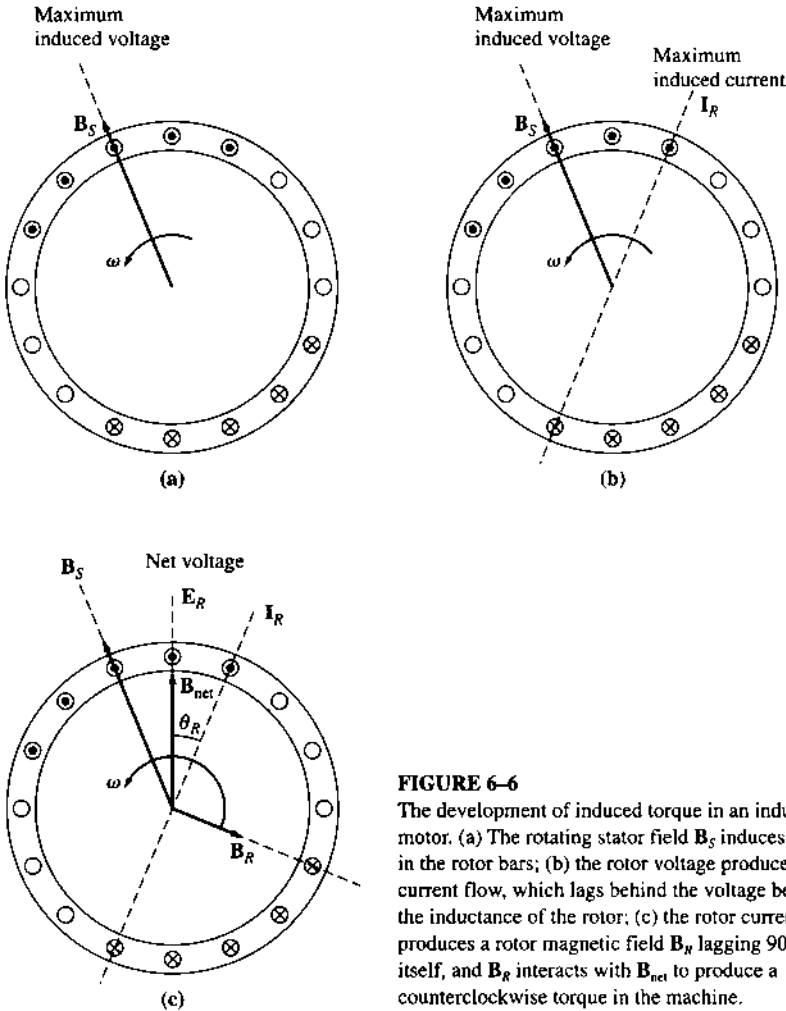 Maximum
induced voltage
B_S
ω
(a)
Maximum
induced voltage
Maximum
induced current
I_R
B_S
ω
(b)
B_S
Net voltage
E_R
I_R
B_net
θ_R
ω
B_R
(c)
FIGURE 6–6
The development of induced torque in an
motor. (a) The rotating stator field B_S induces
in the rotor bars; (b) the rotor voltage
current flow, which lags behind the voltage
the inductance of the rotor; (c) the rotor
produces a rotor magnetic field B_R lagging 90
itself, and B_R interacts with B_net to produce a
counterclockwise torque in the machine.